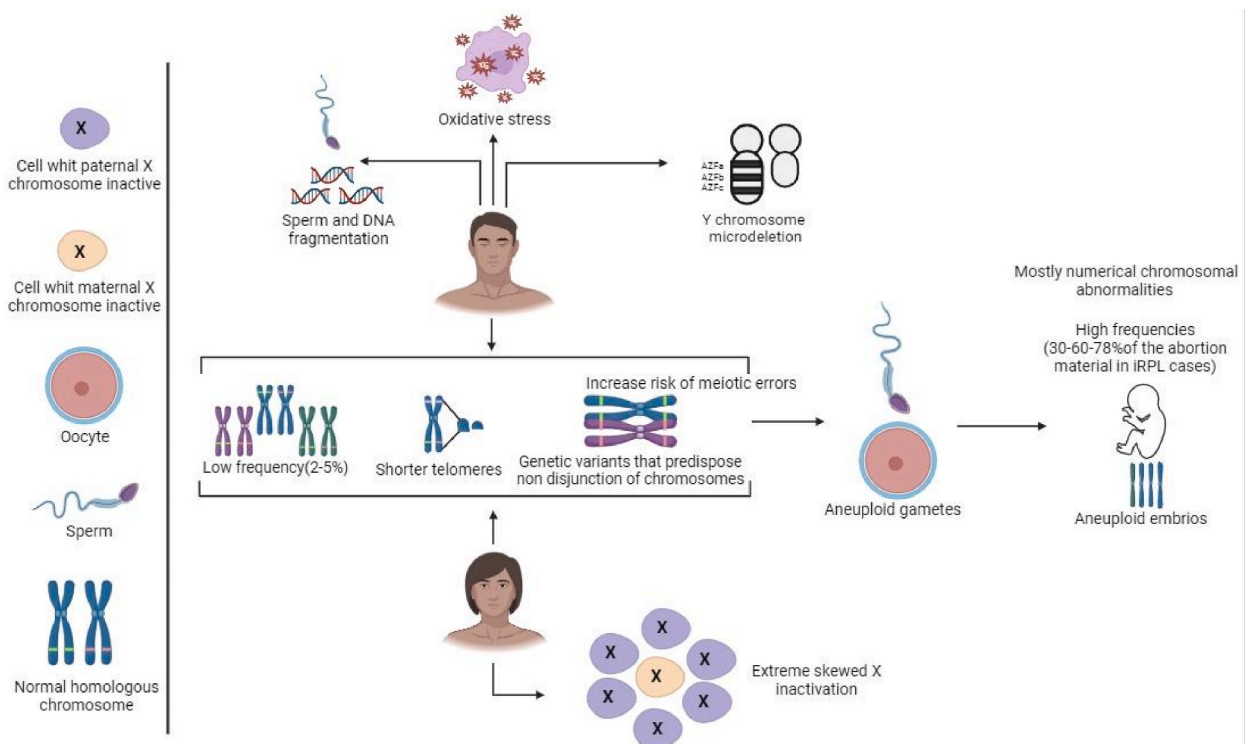 X
Cell whit paternal X
chromosome inactive
X
Cell whit maternal X
chromosome inactive
Oocyte
Sperm
Normal homologous
chromosome
Oxidative stress
Sperm and DNA
fragmentation
AZFa
AZFb
AZFc
Y chromosome
microdeletion
Low frequency(2-5%)
Shorter telomeres
Increase risk of meiotic errors
Genetic variants that predispose
non disjunction of chromosomes
Aneuploid gametes
Mostly numerical chromosomal
abnormalities
High frequencies
(30-60-78%of the abortion
material in iRPL cases)
Aneuploid embrios
X
X
X
X
X
X
X
Extreme skewed X
inactivation